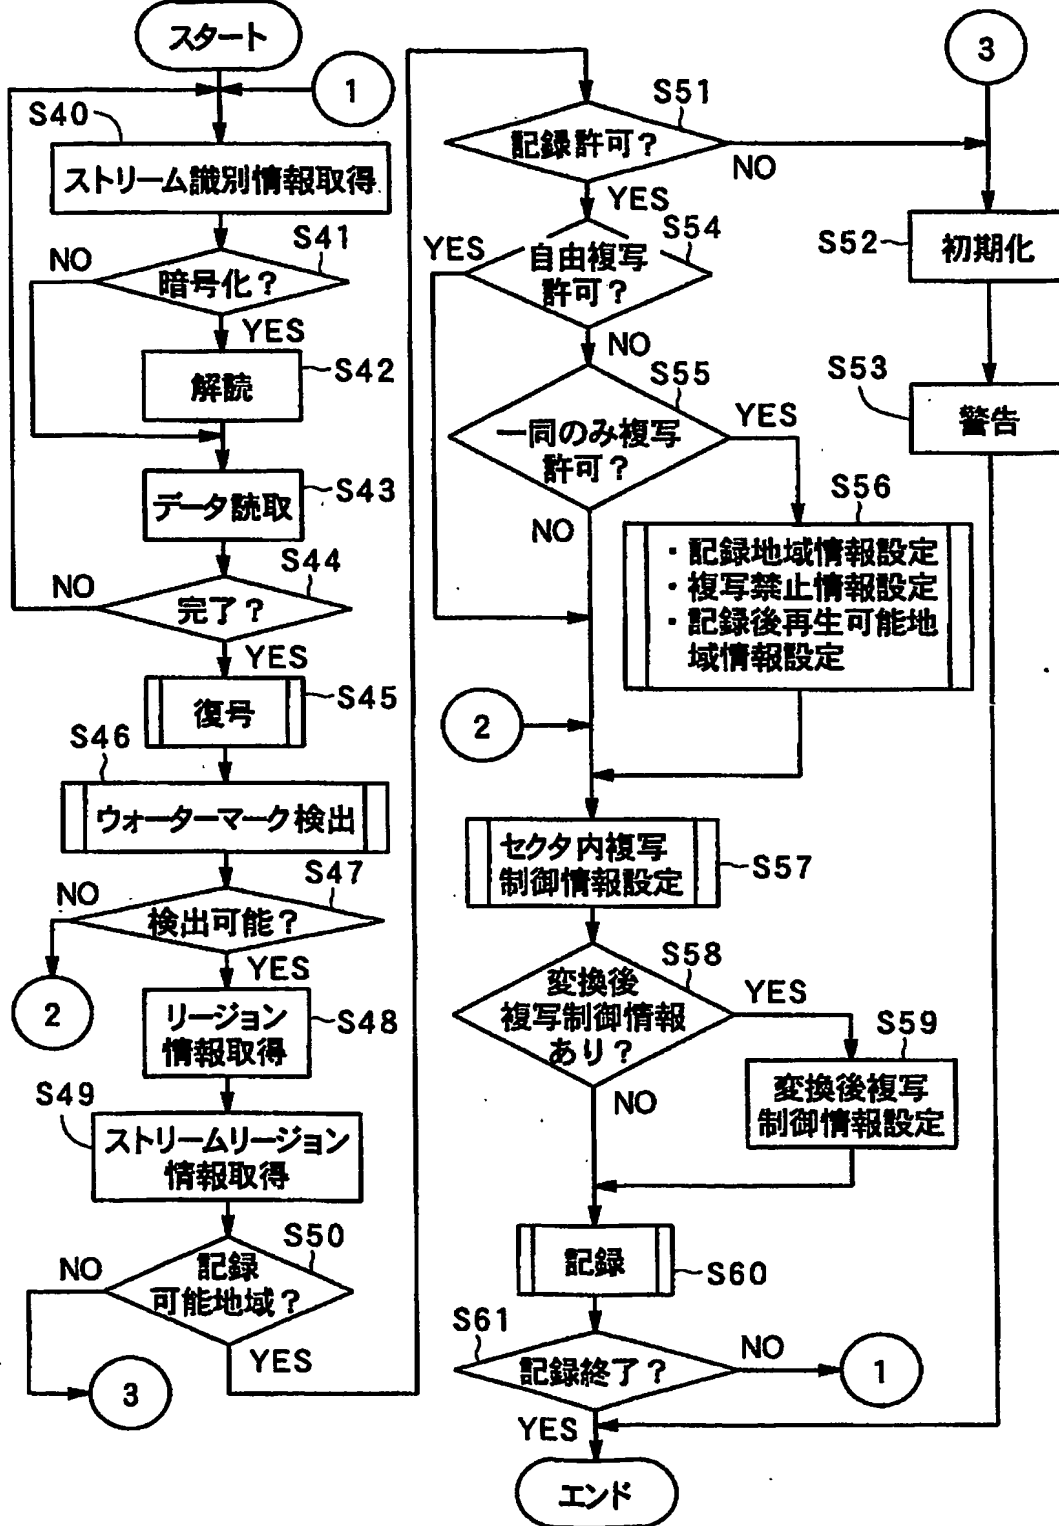 スタート
1
S40
ストリーム識別情報取得
S41
NO
暗号化?
YES
解読
S42
データ読取
S43
S44
NO
完了?
YES
復号
S45
S46
ウォーターマーク検出
S47
NO
検出可能?
YES
2
リージョン
情報取得
S48
S49
ストリームリージョン
情報取得
S50
NO
記録
可能地域?
YES
3
S51
記録許可?
NO
YES
S54
YES
自由複写
許可?
NO
S55
一同のみ複写
許可?
YES
NO
S56
・記録地域情報設定
・複写禁止情報設定
・記録後再生可能地
域情報設定
2
セクタ内複写
制御情報設定
S57
S58
変換後
複写制御情報
あり?
YES
NO
S59
変換後複写
制御情報設定
記録
S60
S61
記録終了?
NO
1
YES
エンド
3
S52
初期化
S53
警告